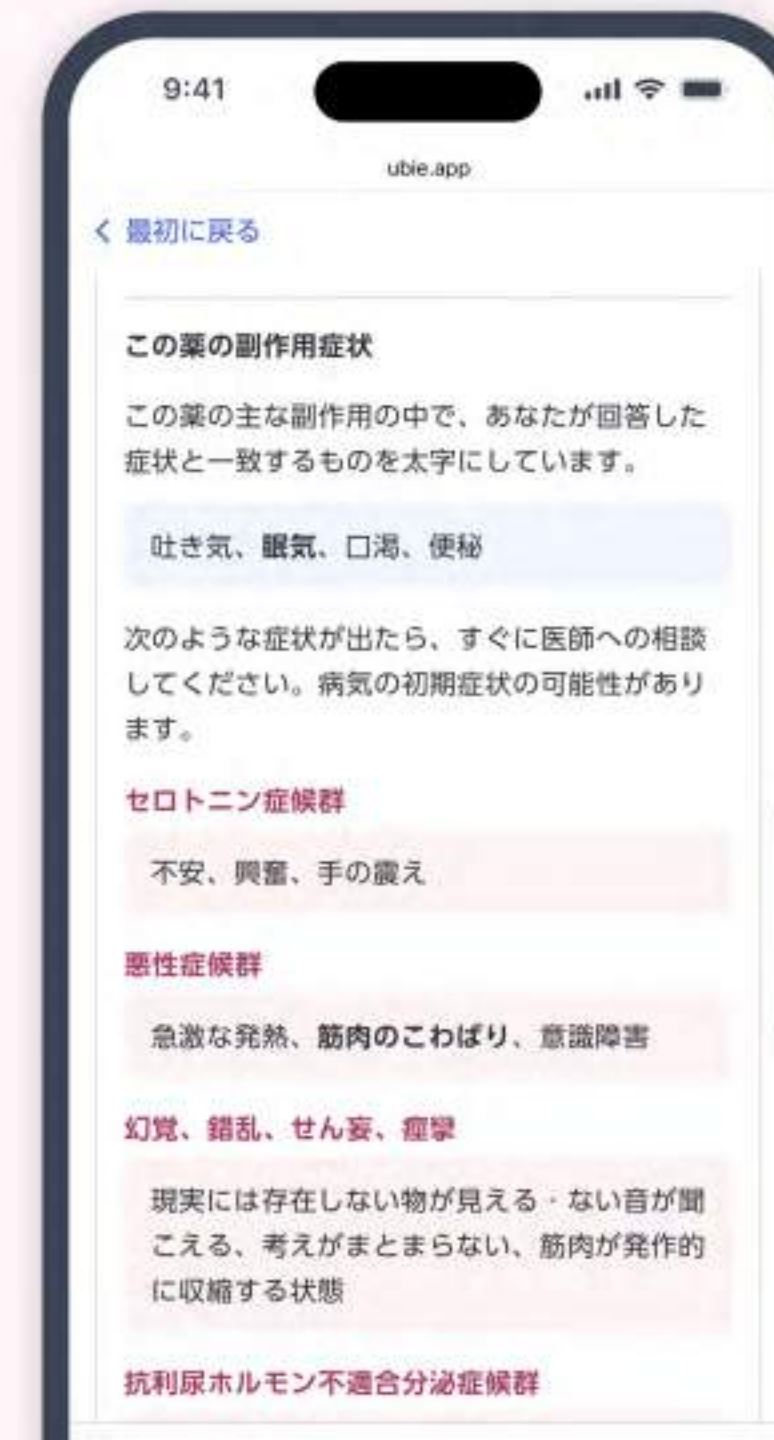 9:41
ubie.app
最初に戻る
この薬の副作用症状
この薬の主な副作用の中で、あなたが回答した
症状と一致するものを太字にしています。
吐き気、眠気、口渇、便秘
次のような症状が出たら、すぐに医師への相談
してください。病気の初期症状の可能性があり
ます。
セロトニン症候群
不安、興奮、手の震え
悪性症候群
急激な発熱、筋肉のこわばり、意識障害
幻覚、錯乱、せん妄、痙攣
現実には存在しない物が見える・ない音が聞
こえる、考えがまとまらない、筋肉が発作的
に収縮する状態
抗利尿ホルモン不適合分泌症候群